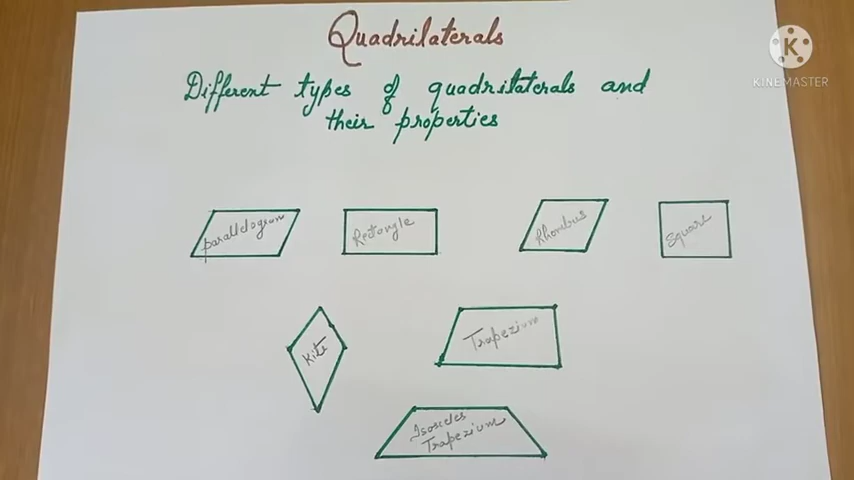 Quadrilaterals
Different types of quadrilaterals and
their properties
K
KINEMASTER
Parallelogram
Rectangle
Rhombus
Square
Kite
Trapezium
Isosceles
Trapezium